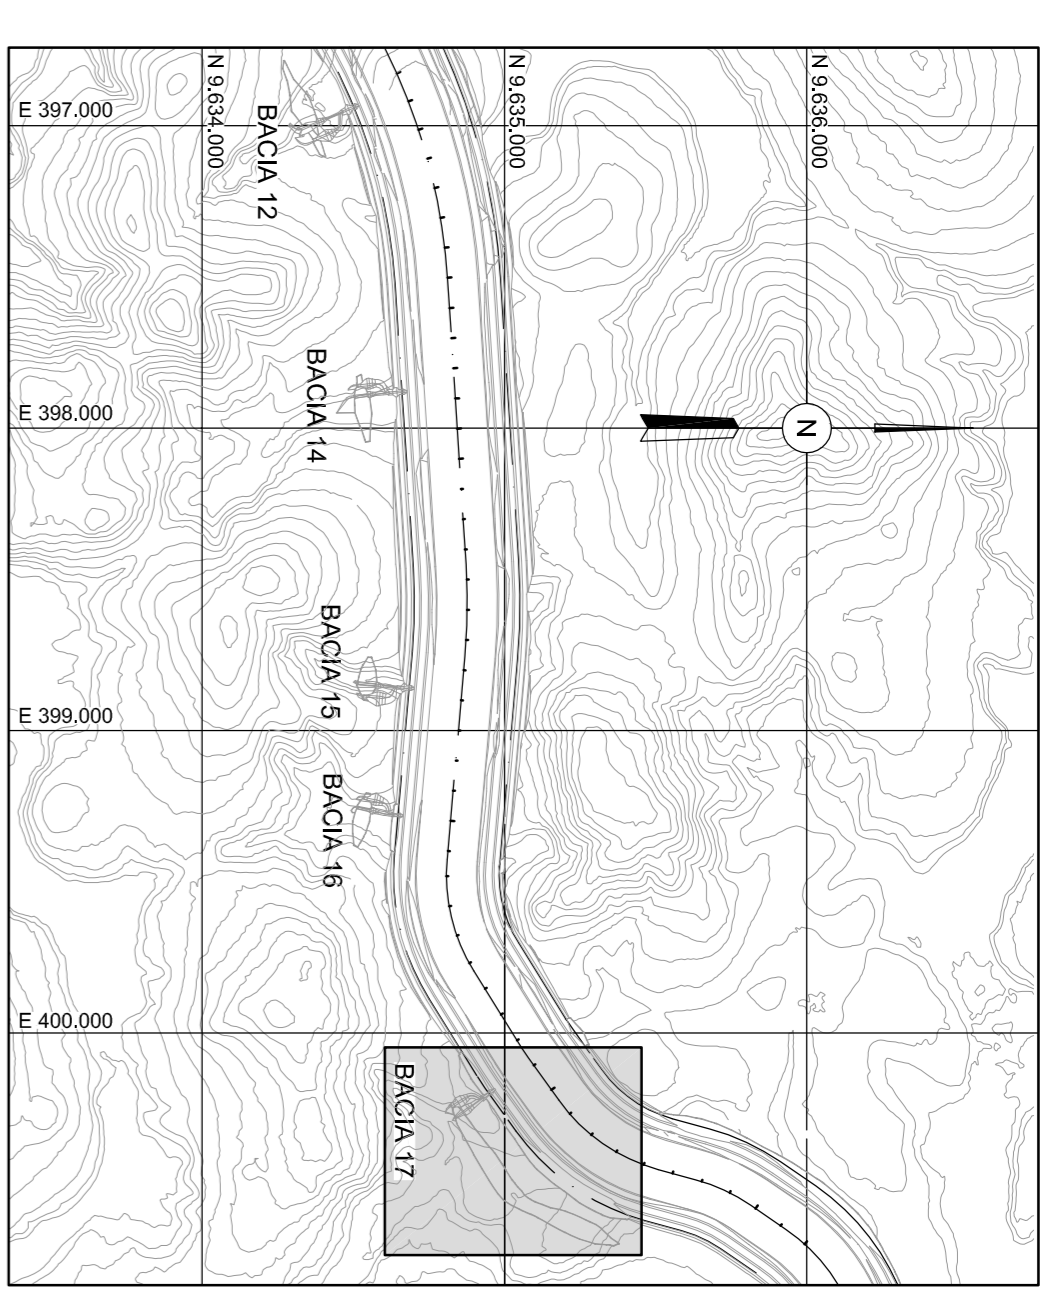 N 9.634.000
N 9.635.000
N 9.636.000
E 397.000
BACIA 12
BACIA 14
E 398.000
N
BACIA 15
E 399.000
BACIA 16
E 400.000
BACIA 17